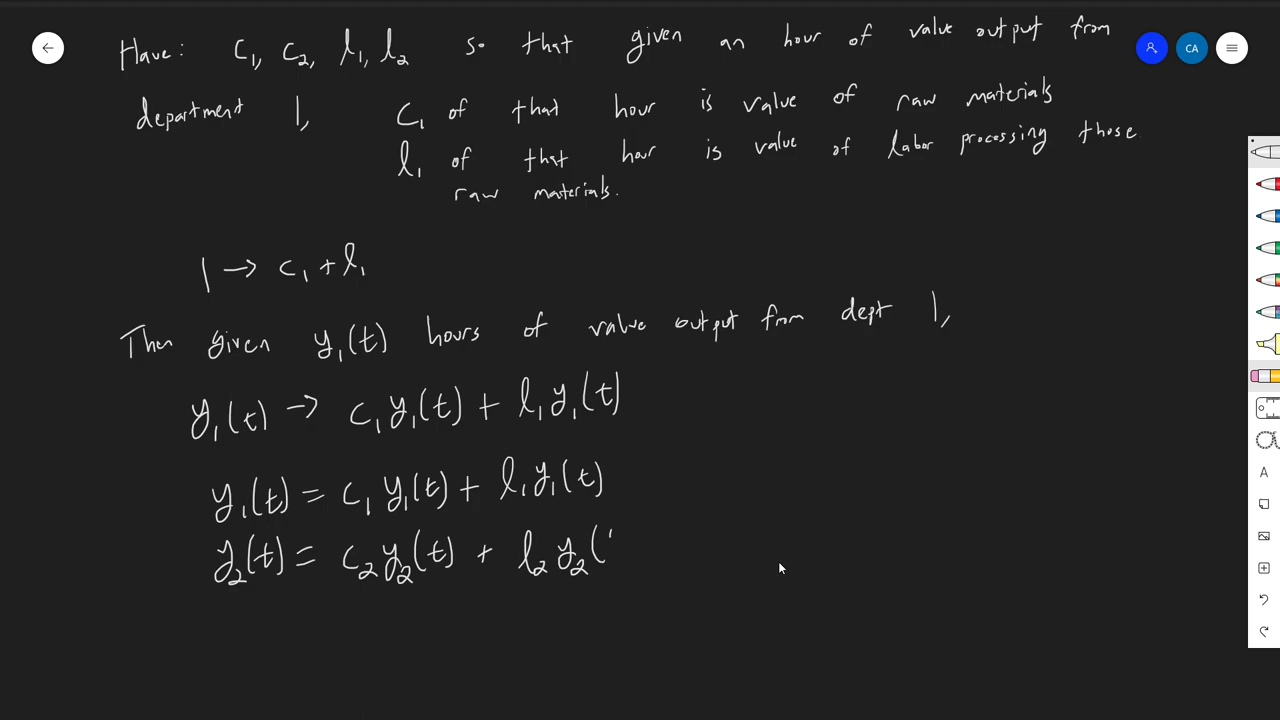 Have: c₁, c₂, l₁, l₂ so that given an hour of value output from
department 1, c₁ of that hour is value of raw materials
l₁ of that hour is value of labor processing those
raw materials.
1 → c₁ + l₁
Then given y₁(t) hours of value output from dept 1,
y₁(t) → c₁y₁(t) + l₁y₁(t)
y₁(t) = c₁y₁(t) + l₁y₁(t)
y₂(t) = c₂y₂(t) + l₂y₂(
CA
A